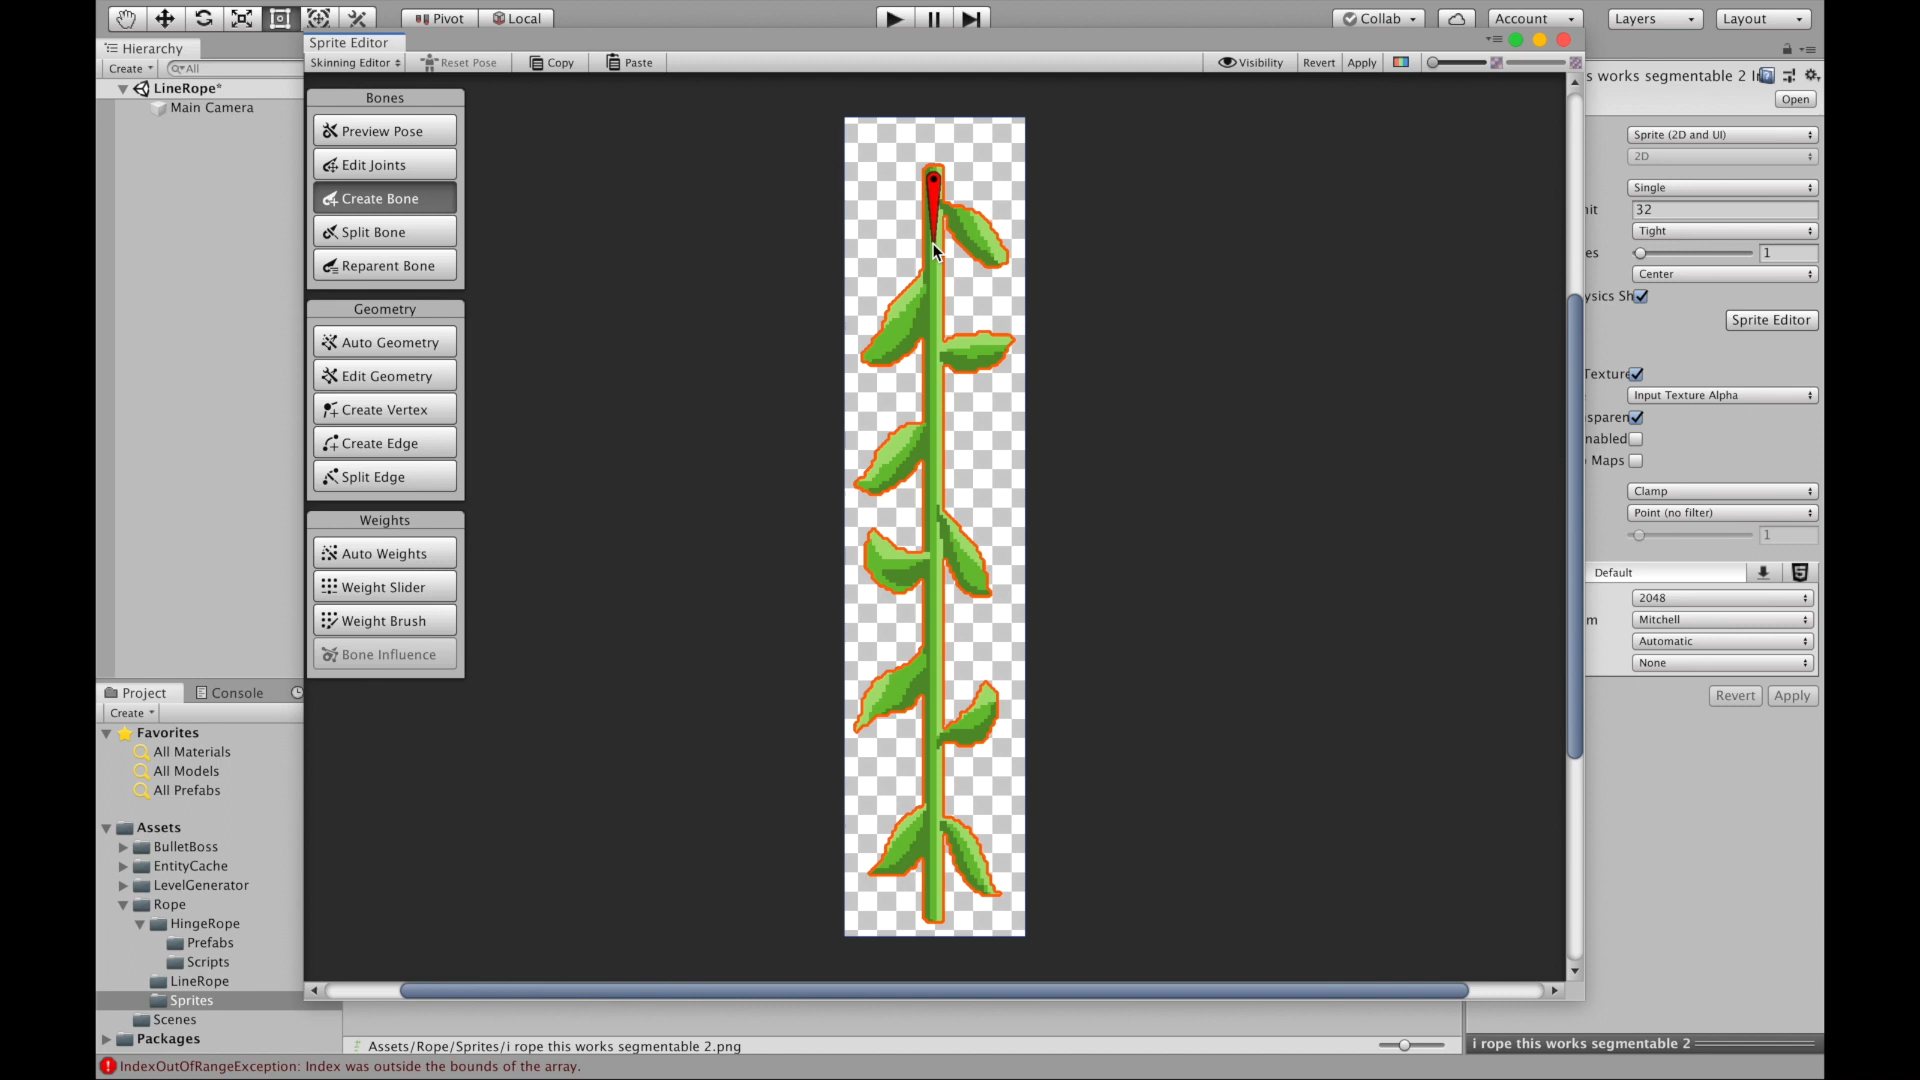 Pivot
Local
Collab
Account
Layers
Layout
Hierarchy
Create
All
LineRope*
Main Camera
Sprite Editor
Skinning Editor
Reset Pose
Copy
Paste
Visibility
Revert
Apply
Bones
Preview Pose
Edit Joints
Create Bone
Split Bone
Reparent Bone
Geometry
Auto Geometry
Edit Geometry
Create Vertex
Create Edge
Split Edge
Weights
Auto Weights
Weight Slider
Weight Brush
Bone Influence
s works segmentable 2 I
Open
Sprite (2D and UI)
2D
Single
32
Tight
1
Center
Sprite Editor
Input Texture Alpha
Maps
Clamp
Point (no filter)
1
Default
2048
Mitchell
Automatic
None
Revert
Apply
Project
Console
Create
Favorites
All Materials
All Models
All Prefabs
Assets
BulletBoss
EntityCache
LevelGenerator
Rope
HingeRope
Prefabs
Scripts
LineRope
Sprites
Scenes
Packages
Assets/Rope/Sprites/i rope this works segmentable 2.png
i rope this works segmentable 2
IndexOutOfRangeException: Index was outside the bounds of the array.